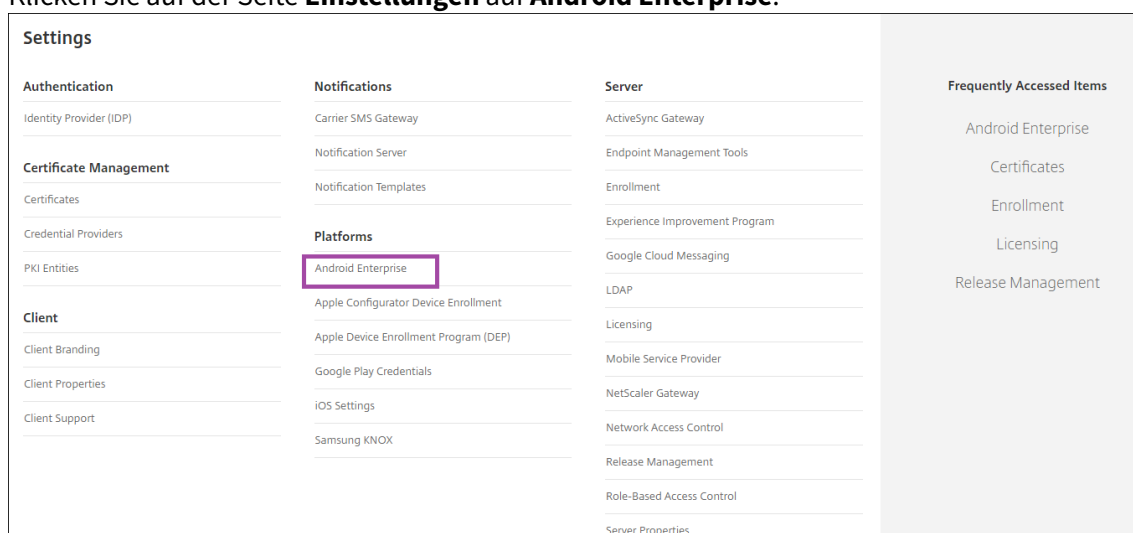 Klicken Sie auf der Seite Einstellungen auf Android Enterprise.
Settings
Authentication
Identity Provider (IDP)
Certificate Management
Certificates
Credential Providers
PKI Entities
Client
Client Branding
Client Properties
Client Support
Notifications
Carrier SMS Gateway
Notification Server
Notification Templates
Platforms
Android Enterprise
Apple Configurator Device Enrollment
Apple Device Enrollment Program (DEP)
Google Play Credentials
iOS Settings
Samsung KNOX
Server
ActiveSync Gateway
Endpoint Management Tools
Enrollment
Experience Improvement Program
Google Cloud Messaging
LDAP
Licensing
Mobile Service Provider
NetScaler Gateway
Network Access Control
Release Management
Role-Based Access Control
Server Properties
Frequently Accessed Items
Android Enterprise
Certificates
Enrollment
Licensing
Release Management